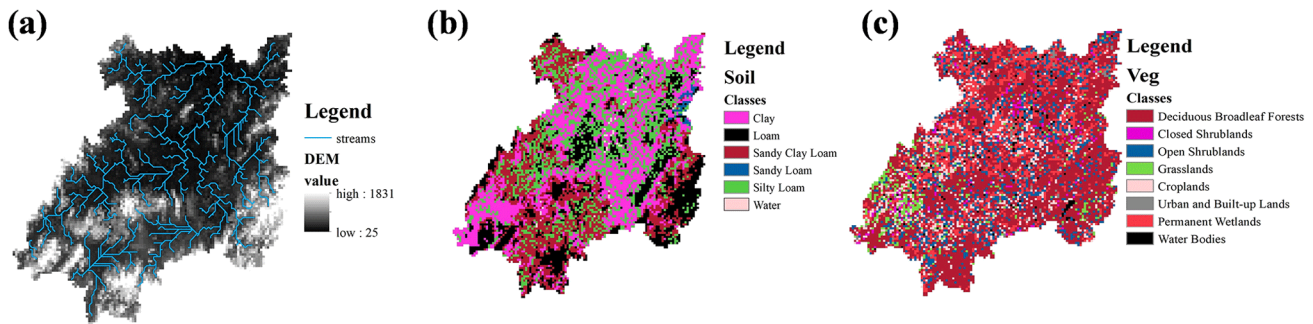 (a)
Legend
streams
DEM
value
high : 1831
low : 25
(b)
Legend
Soil
Classes
Clay
Loam
Sandy Clay Loam
Sandy Loam
Silty Loam
Water
(c)
Legend
Veg
Classes
Deciduous Broadleaf Forests
Closed Shrublands
Open Shrublands
Grasslands
Croplands
Urban and Built-up Lands
Permanent Wetlands
Water Bodies